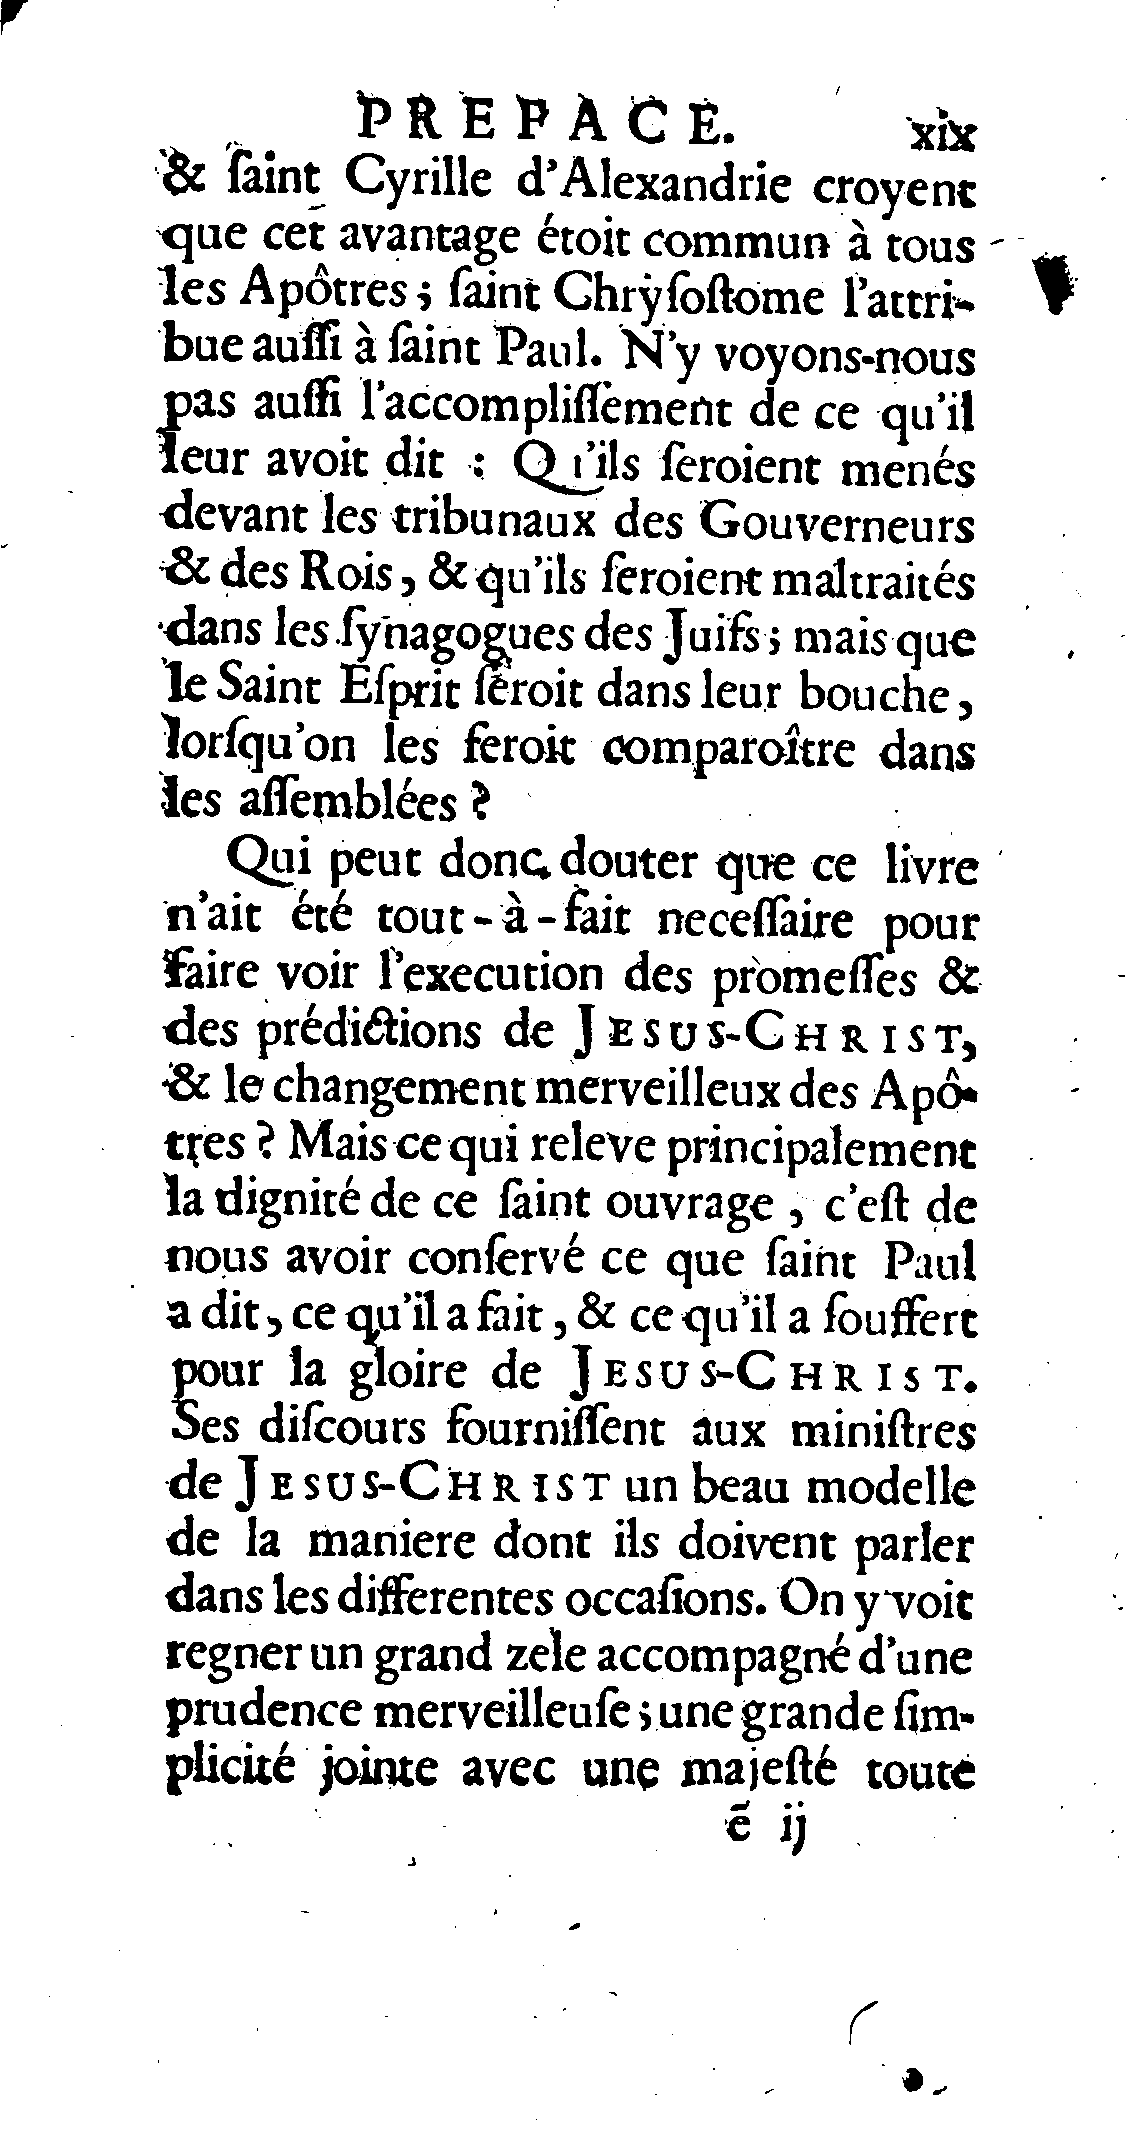 PREFACE. xix
& ſaint Cyrille d'Alexandrie croyent
que cet avantage étoit commun à tous
les Apôtres ; ſaint Chryſoſtome l'attri-
bue auſſi à ſaint Paul. N'y voyons-nous
pas auſſi l'accompliſſement de ce qu'il
leur avoit dit : Qu'ils ſeroient menés
devant les tribunaux des Gouverneurs
& des Rois, & qu'ils ſeroient maltraités
dans les ſynagogues des Juifs ; mais que
le Saint Eſprit ſeroit dans leur bouche,
lorſqu'on les feroit comparoître dans
les aſſemblées ?
Qui peut donc douter que ce livre
n'ait été tout-à-fait neceſſaire pour
faire voir l'execution des promeſſes &
des prédictions de JESUS-CHRIST,
& le changement merveilleux des Apô-
tres ? Mais ce qui releve principalement
la dignité de ce ſaint ouvrage, c'eſt de
nous avoir conſervé ce que ſaint Paul
a dit, ce qu'il a fait, & ce qu'il a ſouffert
pour la gloire de JESUS-CHRIST.
Ses diſcours fourniſſent aux miniſtres
de JESUS-CHRIST un beau modelle
de la maniere dont ils doivent parler
dans les differentes occaſions. On y voit
regner un grand zele accompagné d'une
prudence merveilleuſe ; une grande ſim-
plicité jointe avec une majeſté toute
ẽ ij